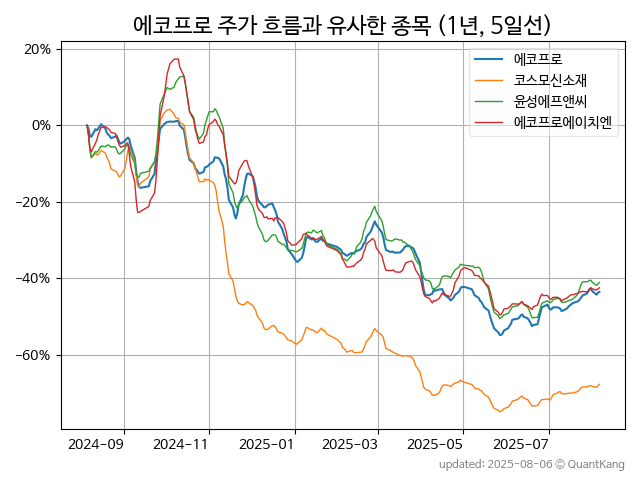 에코프로 주가 흐름과 유사한 종목 (1년, 5일선)
에코프로
코스모신소재
윤성에프앤씨
에코프로에이치엔
20%
0%
−20%
−40%
−60%
2024-09
2024-11
2025-01
2025-03
2025-05
2025-07
updated: 2025-08-06 © QuantKang